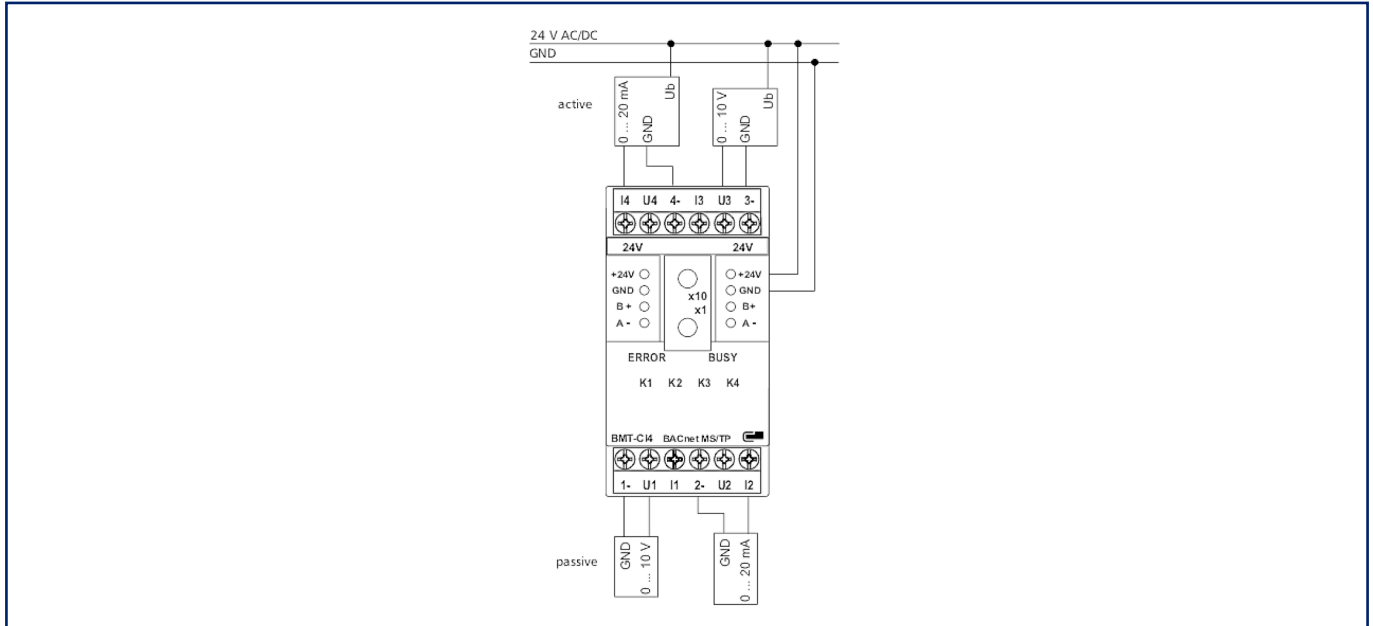 24 V AC/DC
GND
active
0 ... 20 mA
GND
Ub
0 ... 10 V
GND
Ub
I4 U4 4- I3 U3 3-
24V 24V
+24V +24V
GND GND
x10
B + B+
x1
A - A -
ERROR BUSY
K1 K2 K3 K4
BMT-CI4 BACnet MS/TP
1- U1 I1 2- U2 I2
passive
GND
0 ... 10 V
GND
0 ... 20 mA